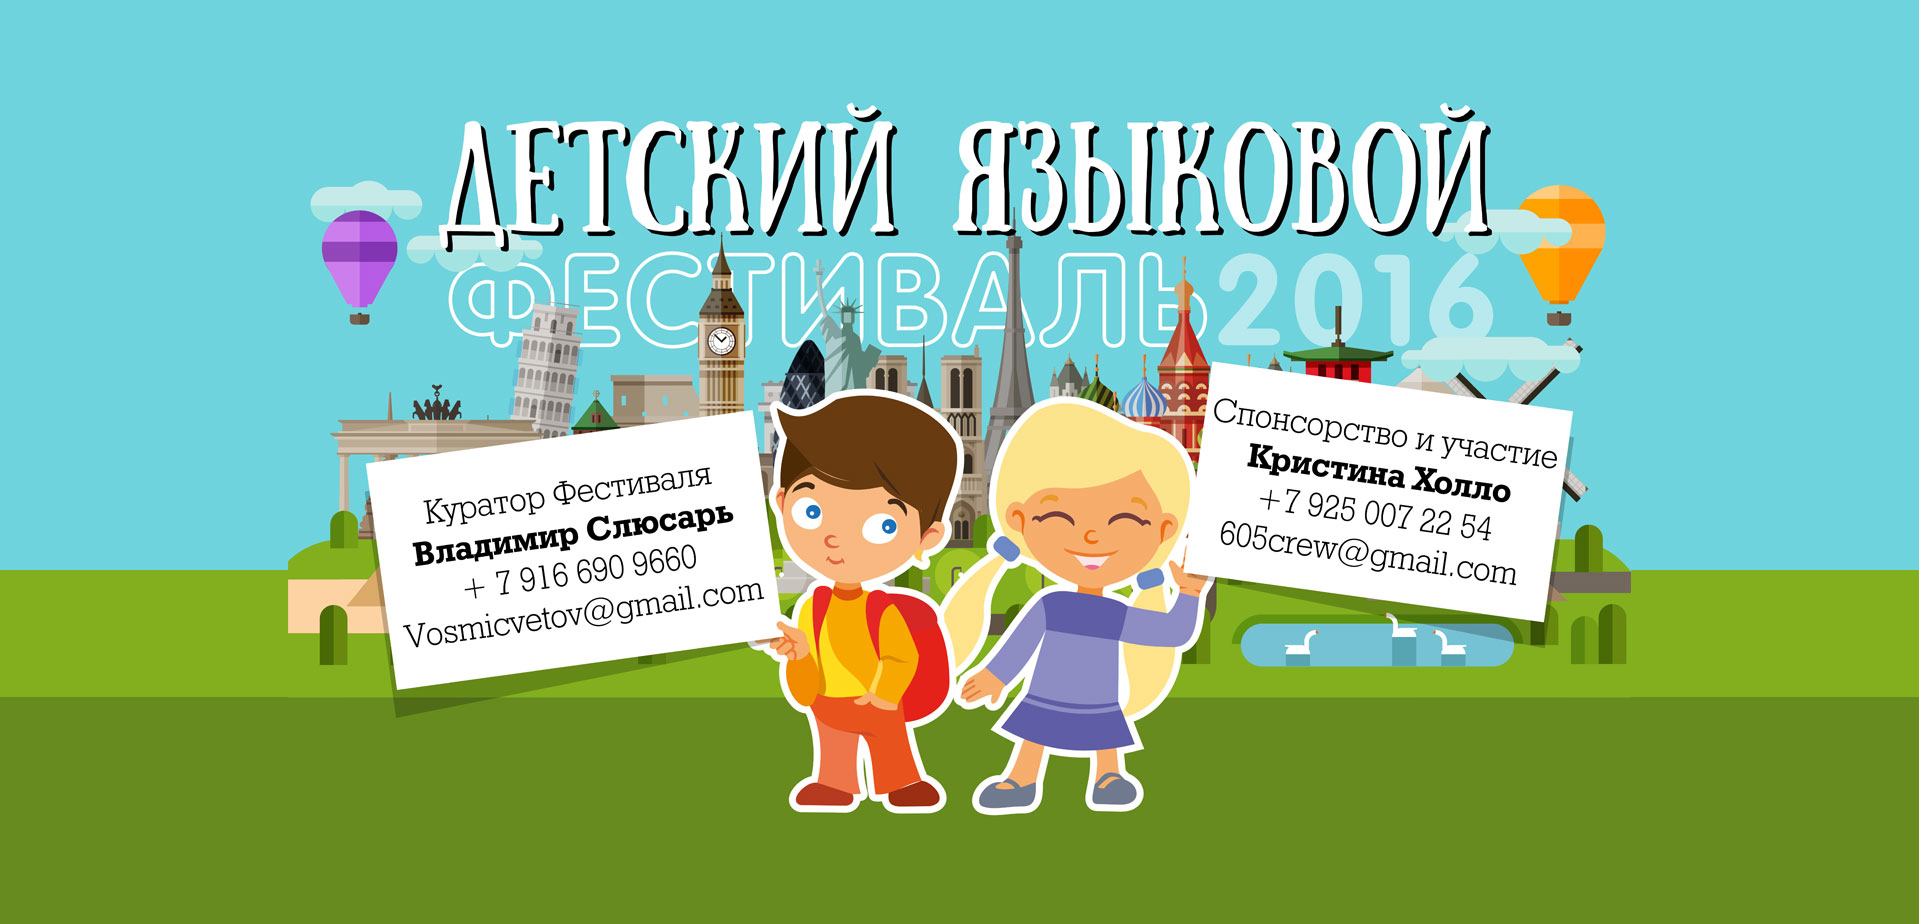 ДЕТСКИЙ ЯЗЫКОВОЙ
ФЕСТИВАЛЬ 2016
Куратор Фестиваля
Владимир Слюсарь
+ 7 916 690 9660
Vosmicvetov@gmail.com
Спонсорство и участие
Кристина Холло
+7 925 007 22 54
605crew@gmail.com